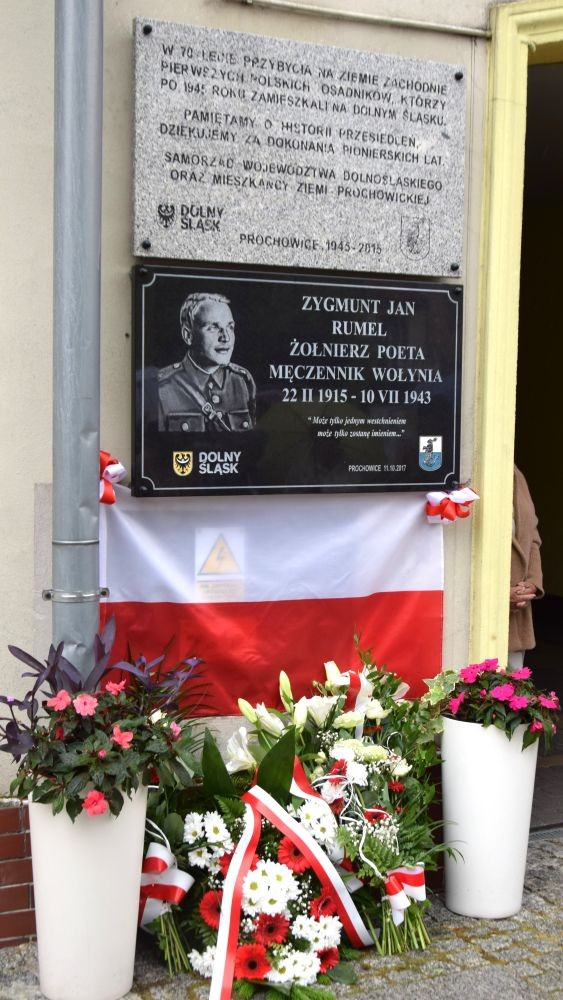 W 70-LECIE PRZYBYCIA NA ZIEMIE ZACHODNIE
PIERWSZYCH POLSKICH OSADNIKÓW, KTÓRZY
PO 1945 ROKU ZAMIESZKALI NA DOLNYM ŚLĄSKU.
PAMIĘTAMY O HISTORII PRZESIEDLEŃ,
DZIĘKUJEMY ZA DOKONANIA PIONIERSKICH LAT.
SAMORZĄD WOJEWÓDZTWA DOLNOŚLĄSKIEGO
ORAZ MIESZKAŃCY ZIEMI PROCHOWICKIEJ
DOLNY
ŚLĄSK
PROCHOWICE 1945-2015
ZYGMUNT JAN
RUMEL
ŻOŁNIERZ POETA
MĘCZENNIK WOŁYNIA
22 II 1915 - 10 VII 1943
"Może tylko jednym westchnieniem
może tylko zostanę imieniem..."
DOLNY
ŚLĄSK
PROCHOWICE 11.10.2017